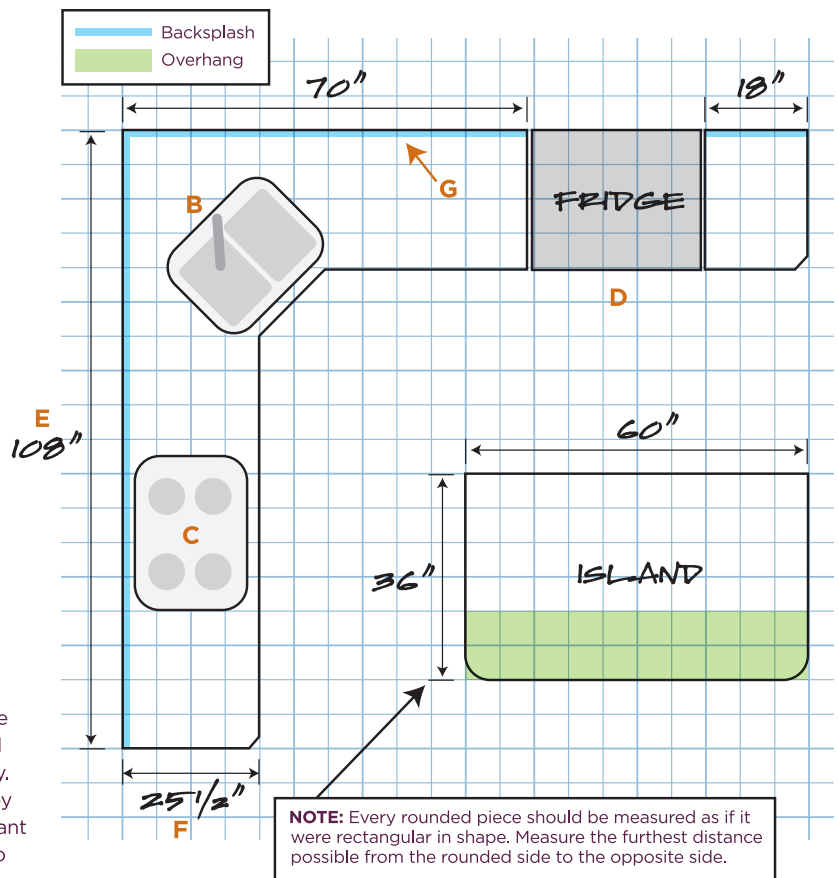 Backsplash
Overhang
70"
18"
B
G
FRIDGE
D
E
108"
60"
C
36"
ISLAND
25 1/2"
F
NOTE: Every rounded piece should be measured as if it
were rectangular in shape. Measure the furthest distance
possible from the rounded side to the opposite side.